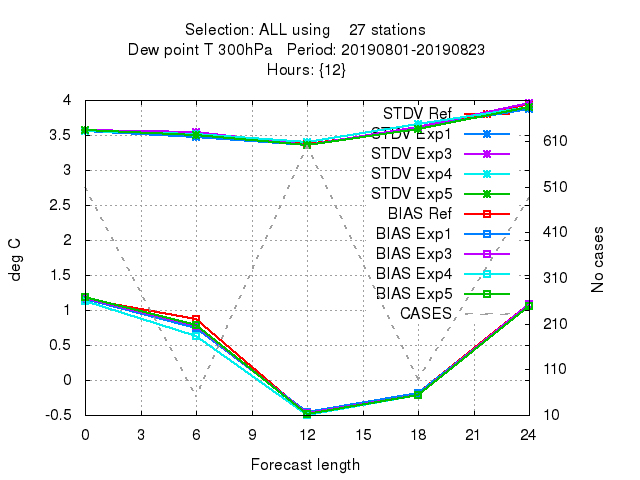 Selection: ALL using 27 stations
Dew point T 300hPa Period: 20190801-20190823
Hours: {12}
4
3.5
3
2.5
2
1.5
1
0.5
0
-0.5
deg C
STDV Ref
STDV Exp1
STDV Exp3
STDV Exp4
STDV Exp5
BIAS Ref
BIAS Exp1
BIAS Exp3
BIAS Exp4
BIAS Exp5
CASES
610
510
410
310
210
110
10
No cases
0 3 6 9 12 15 18 21 24
Forecast length